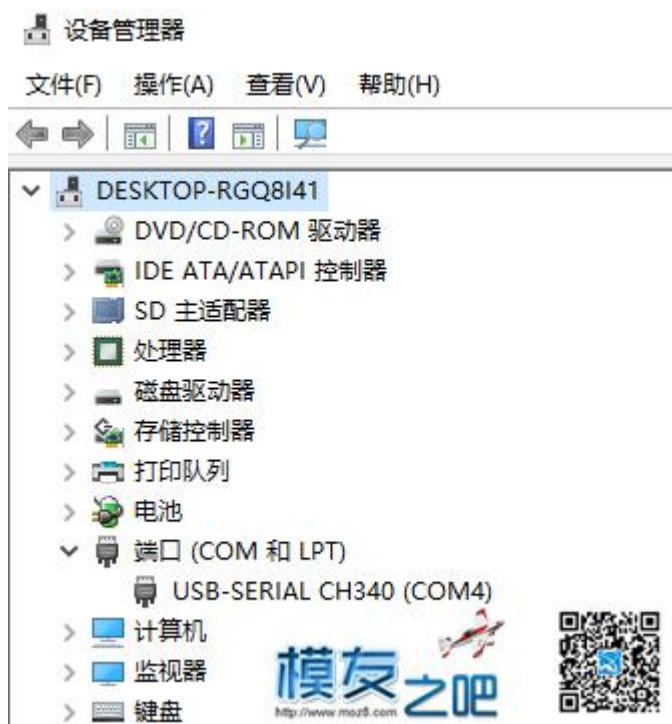 设备管理器
文件(F) 操作(A) 查看(V) 帮助(H)
DESKTOP-RGQ8I41
DVD/CD-ROM 驱动器
IDE ATA/ATAPI 控制器
SD 主适配器
处理器
磁盘驱动器
存储控制器
打印队列
电池
端口 (COM 和 LPT)
USB-SERIAL CH340 (COM4)
计算机
监视器
键盘
模友之吧
http://www.moz8.com